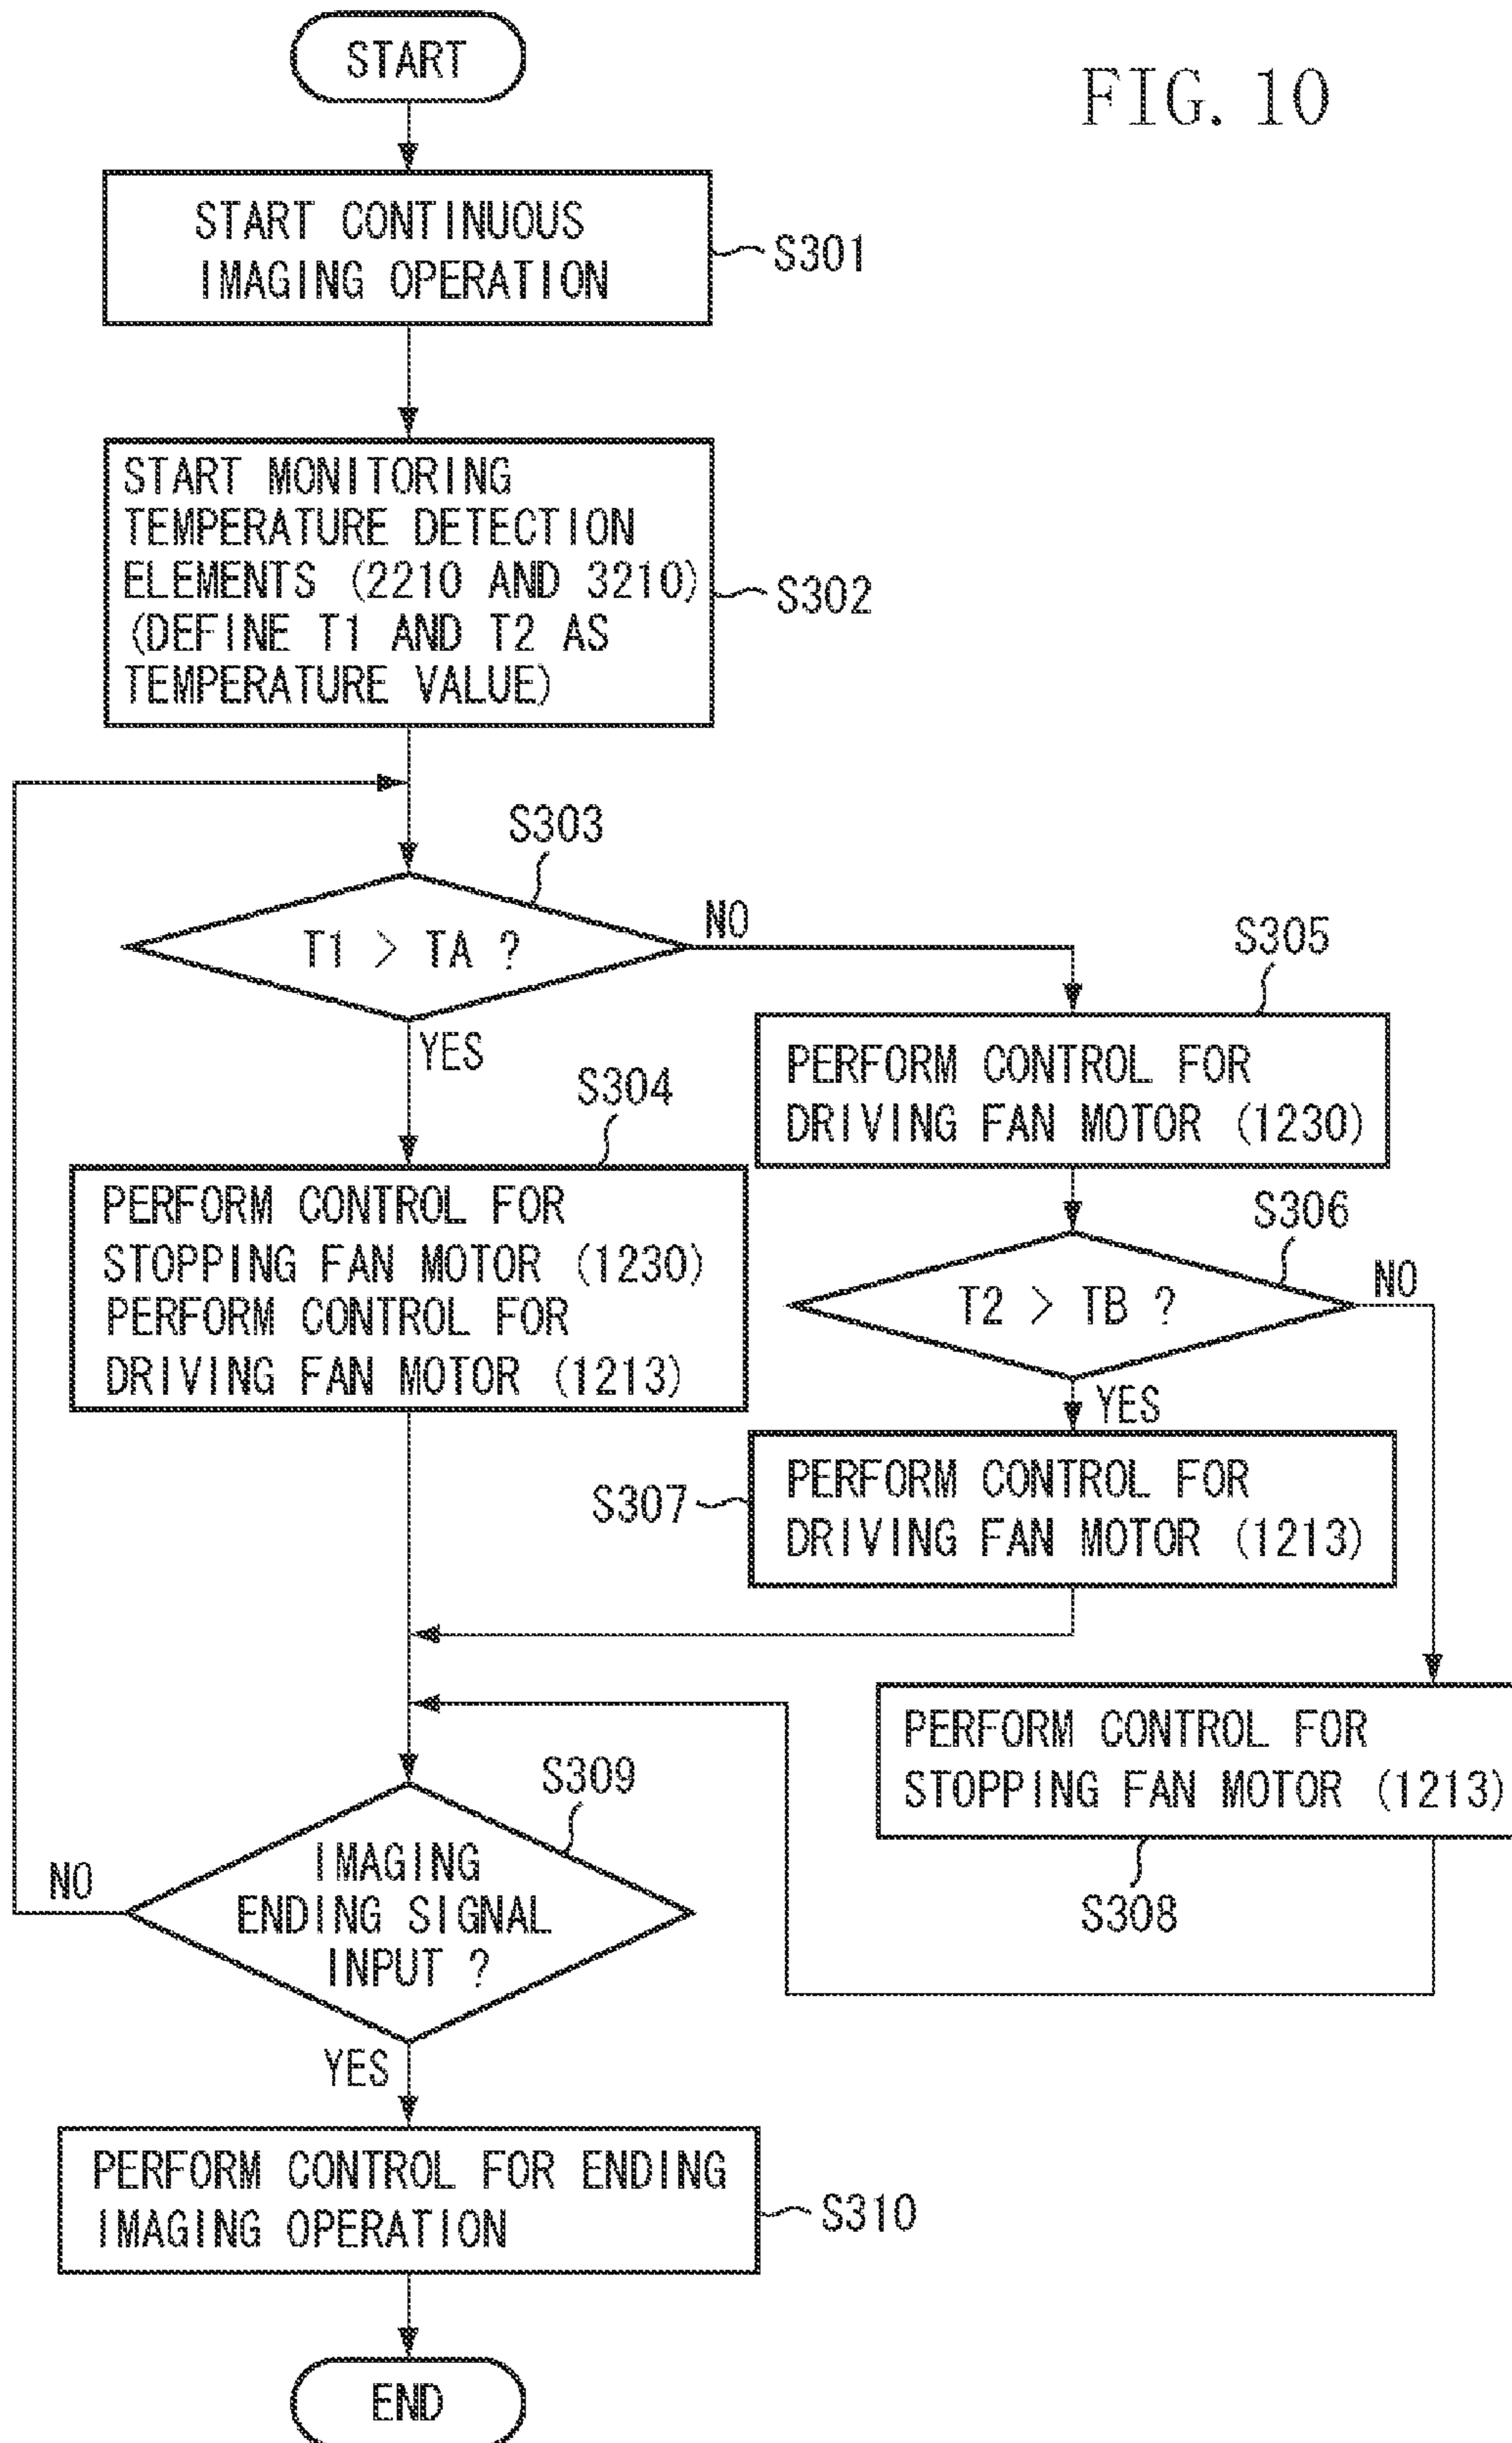 FIG. 10
START
START CONTINUOUS
IMAGING OPERATION
S301
START MONITORING
TEMPERATURE DETECTION
ELEMENTS (2210 AND 3210)
(DEFINE T1 AND T2 AS
TEMPERATURE VALUE)
S302
S303
T1 > TA ?
NO
YES
S305
PERFORM CONTROL FOR
DRIVING FAN MOTOR (1230)
S304
PERFORM CONTROL FOR
STOPPING FAN MOTOR (1230)
PERFORM CONTROL FOR
DRIVING FAN MOTOR (1213)
S306
T2 > TB ?
NO
YES
S307
PERFORM CONTROL FOR
DRIVING FAN MOTOR (1213)
PERFORM CONTROL FOR
STOPPING FAN MOTOR (1213)
S308
S309
IMAGING
ENDING SIGNAL
INPUT ?
NO
YES
PERFORM CONTROL FOR ENDING
IMAGING OPERATION
S310
END